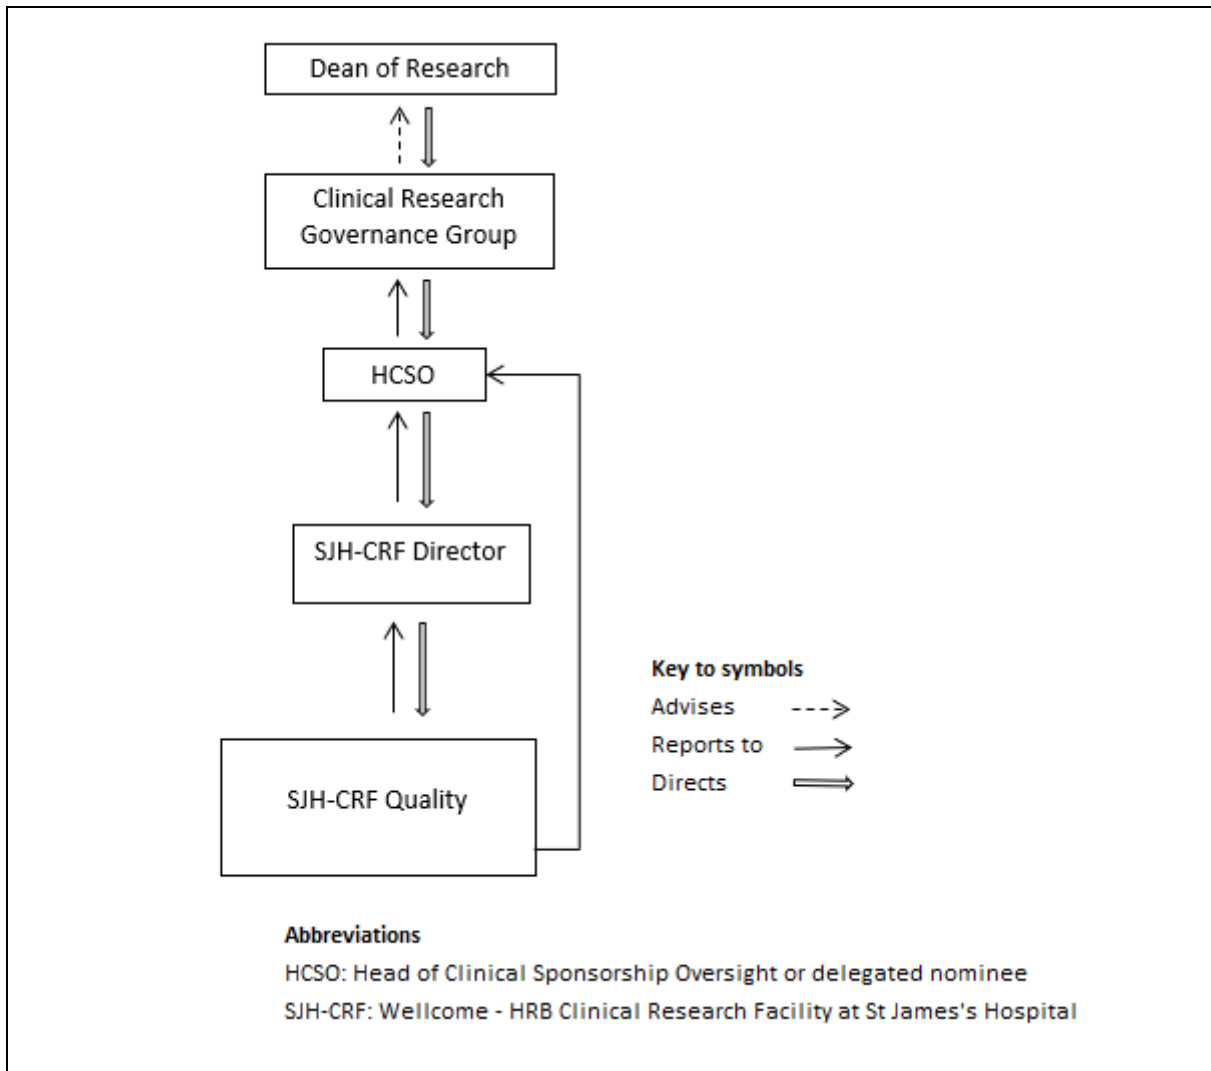 Dean of Research
Clinical Research
Governance Group
HCSO
SJH-CRF Director
SJH-CRF Quality
Key to symbols
Advises
Reports to
Directs
Abbreviations
HCSO: Head of Clinical Sponsorship Oversight or delegated nominee
SJH-CRF: Wellcome - HRB Clinical Research Facility at St James's Hospital